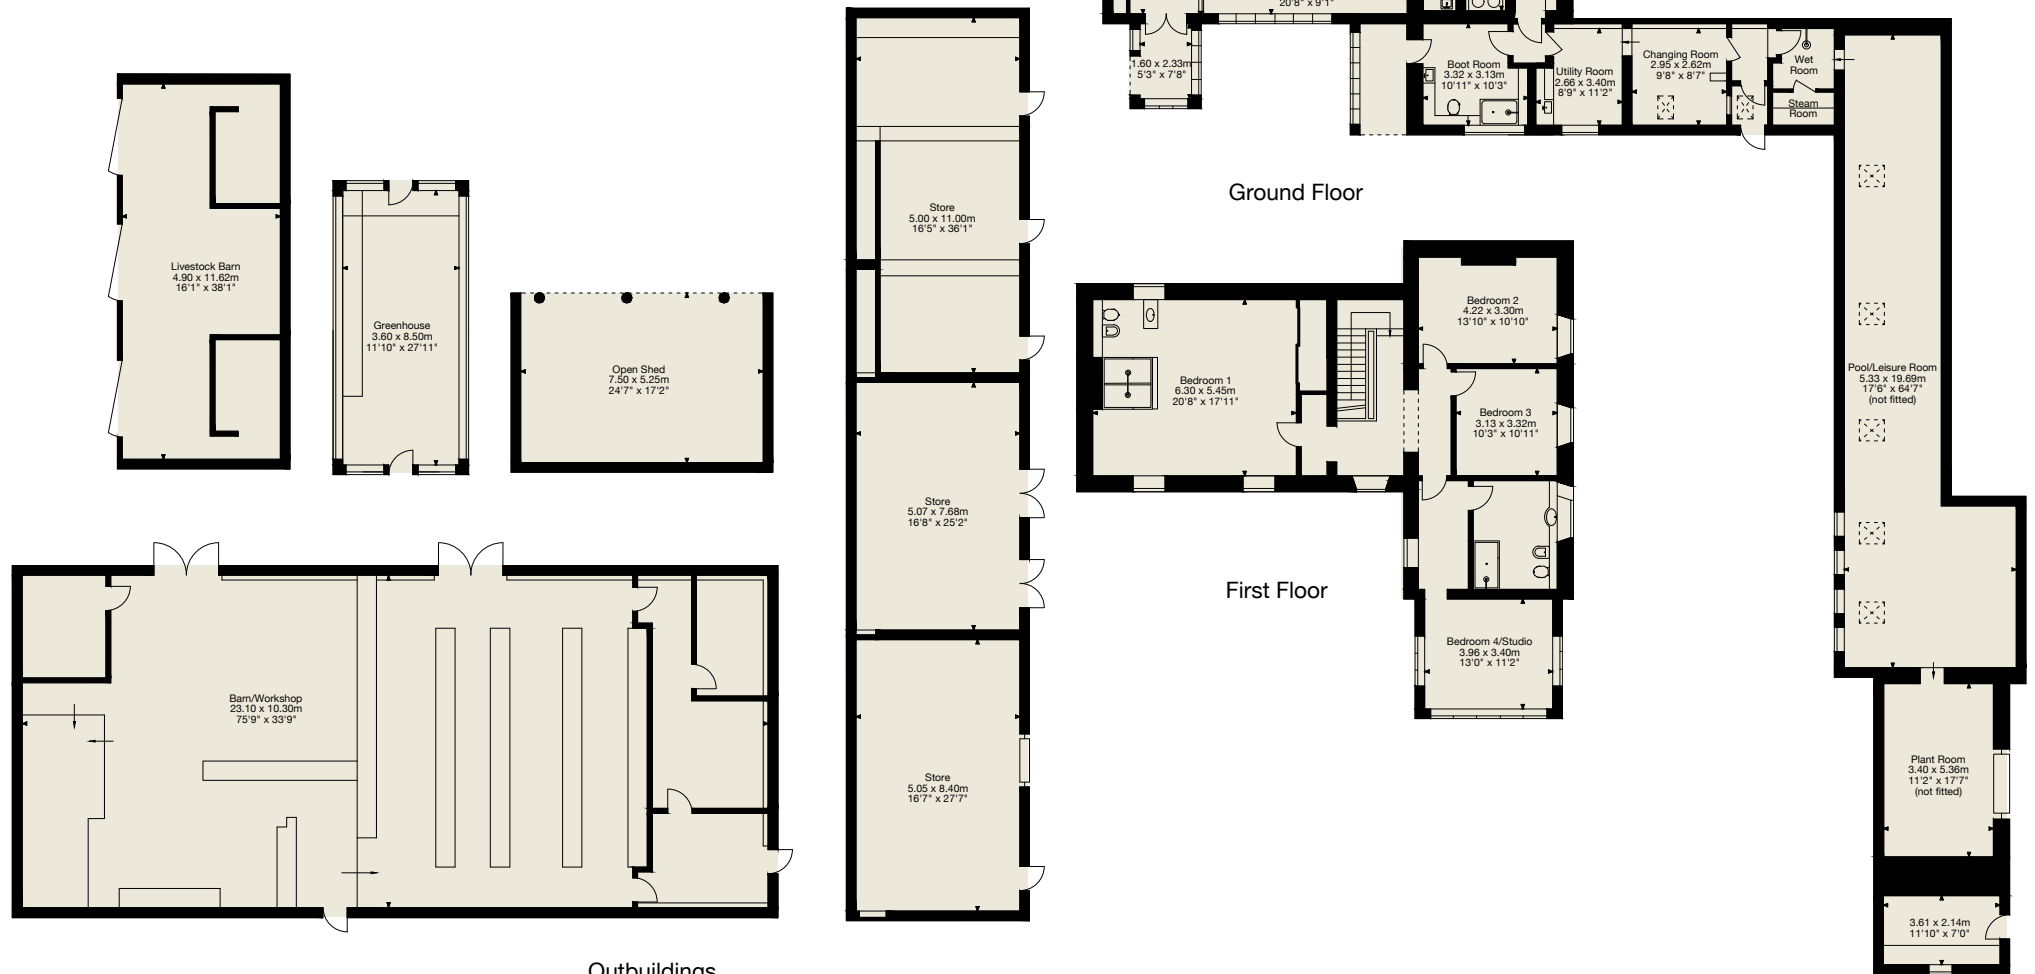 20'8" x 9'1"
1.60 x 2.33m
5'3" x 7'8"
Boot Room
3.32 x 3.13m
10'11" x 10'3"
Utility Room
2.66 x 3.40m
8'9" x 11'2"
Changing Room
2.95 x 2.62m
9'8" x 8'7"
Wet
Room
Steam
Room
Ground Floor
Livestock Barn
4.90 x 11.62m
16'1" x 38'1"
Greenhouse
3.60 x 8.50m
11'10" x 27'11"
Open Shed
7.50 x 5.25m
24'7" x 17'2"
Store
5.00 x 11.00m
16'5" x 36'1"
Bedroom 1
6.30 x 5.45m
20'8" x 17'11"
Bedroom 2
4.22 x 3.30m
13'10" x 10'10"
Bedroom 3
3.13 x 3.32m
10'3" x 10'11"
Pool/Leisure Room
5.33 x 19.69m
17'6" x 64'7"
(not fitted)
Store
5.07 x 7.68m
16'8" x 25'2"
First Floor
Bedroom 4/Studio
3.96 x 3.40m
13'0" x 11'2"
Barn/Workshop
23.10 x 10.30m
75'9" x 33'9"
Store
5.05 x 8.40m
16'7" x 27'7"
Plant Room
3.40 x 5.36m
11'2" x 17'7"
(not fitted)
3.61 x 2.14m
11'10" x 7'0"
Outbuildings